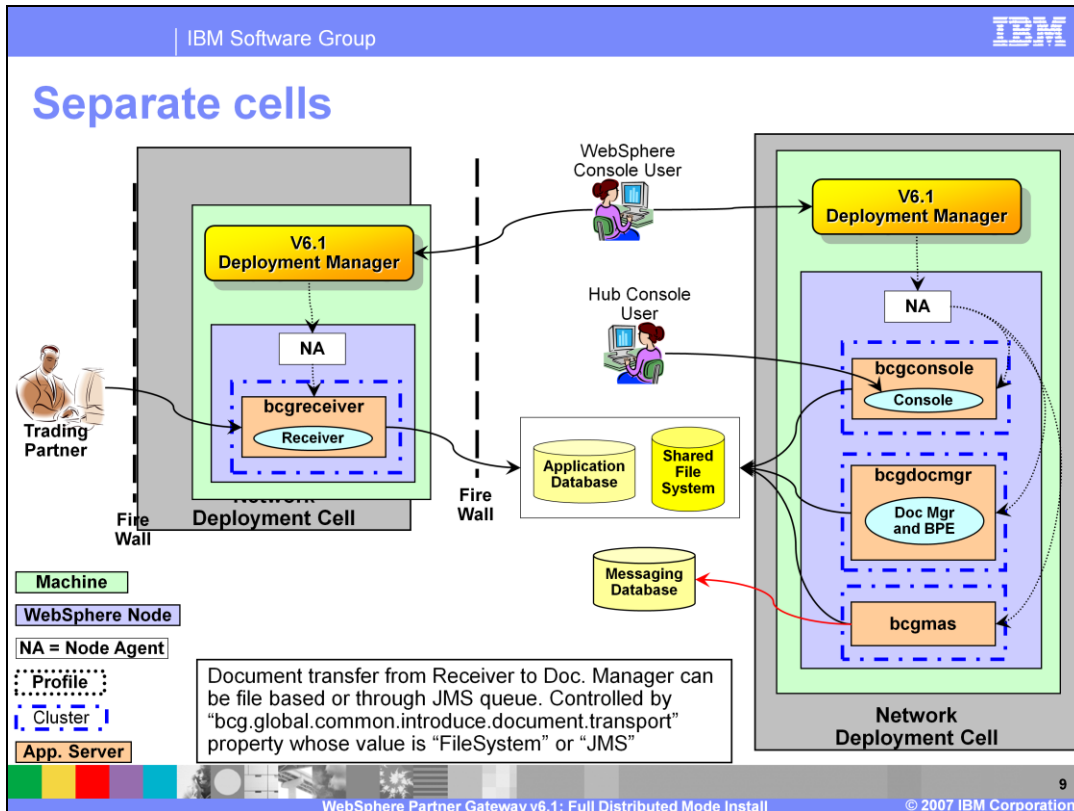 IBM Software Group
IBM
Separate cells
WebSphere
Console User
V6.1
Deployment Manager
V6.1
Deployment Manager
Hub Console
User
NA
NA
bcgconsole
Console
bcgreceiver
Receiver
Trading
Partner
Application
Database
Shared
File
System
bcgdocmgr
Doc Mgr
and BPE
Network
Deployment Cell
Fire
Wall
Fire
Wall
Messaging
Database
bcgmas
Machine
WebSphere Node
NA = Node Agent
Profile
Cluster
App. Server
Document transfer from Receiver to Doc. Manager can
be file based or through JMS queue. Controlled by
“bcg.global.common.introduce.document.transport”
property whose value is “FileSystem” or “JMS”
Network
Deployment Cell
9
WebSphere Partner Gateway v6.1: Full Distributed Mode Install
© 2007 IBM Corporation